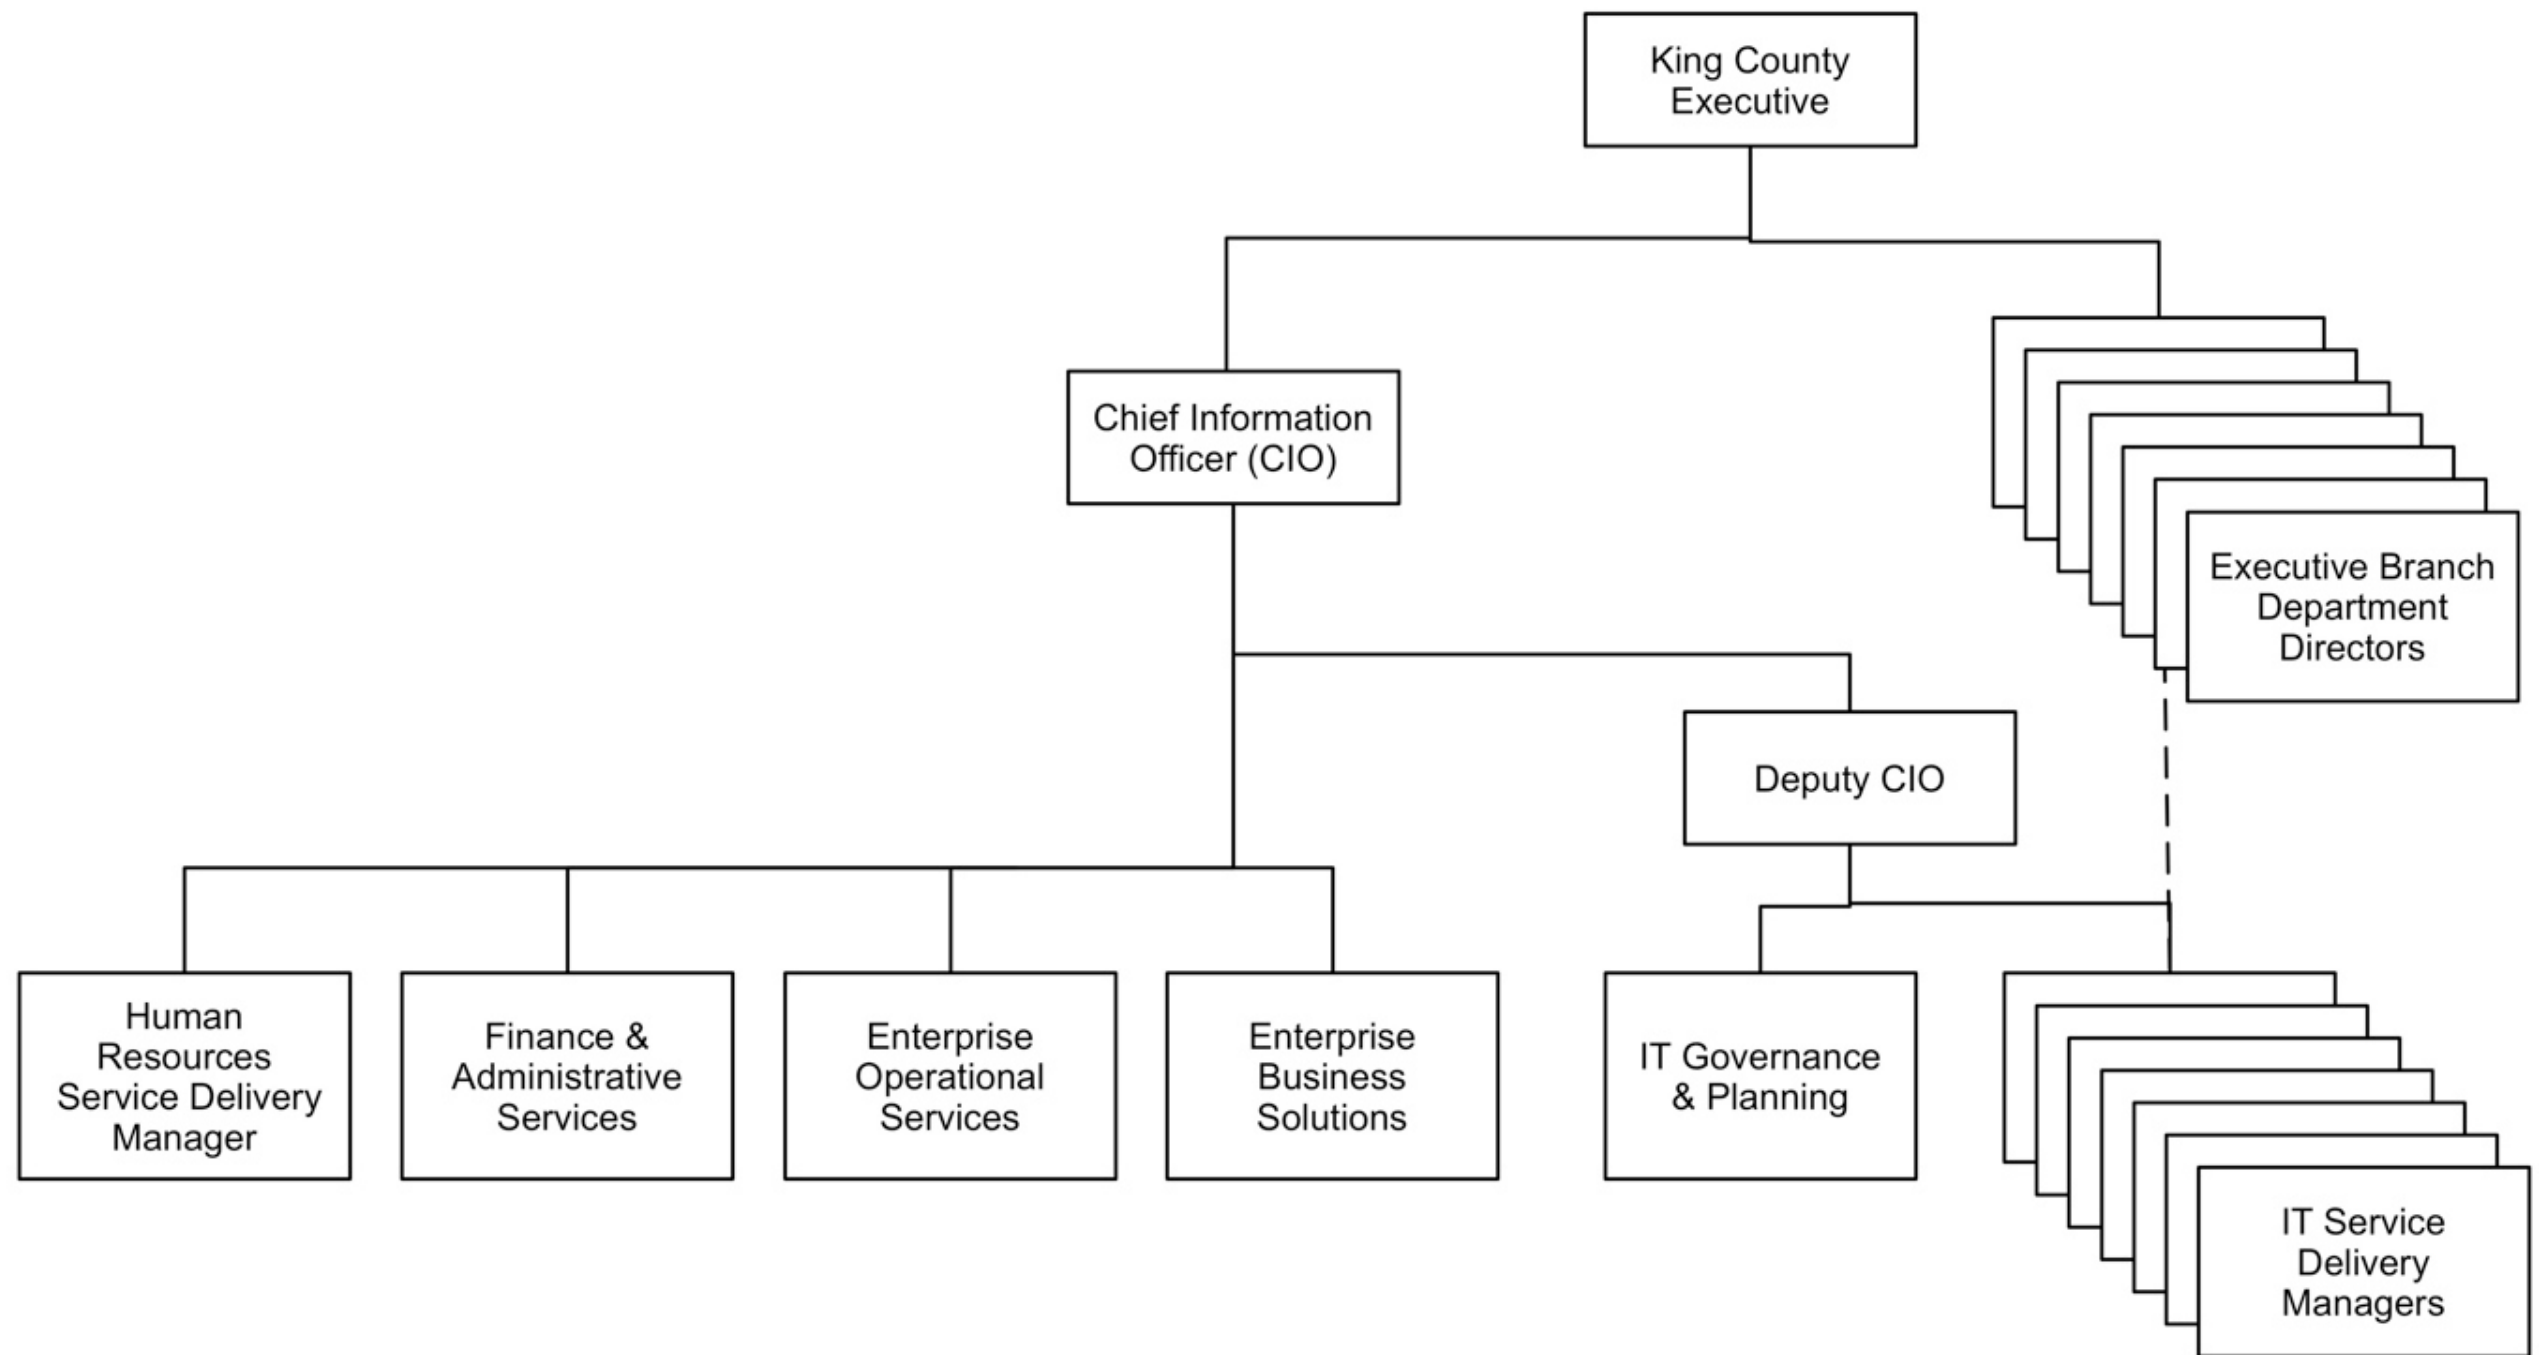 King County
Executive
Chief Information
Officer (CIO)
Executive Branch
Department
Directors
Deputy CIO
Human
Resources
Service Delivery
Manager
Finance &
Administrative
Services
Enterprise
Operational
Services
Enterprise
Business
Solutions
IT Governance
& Planning
IT Service
Delivery
Managers